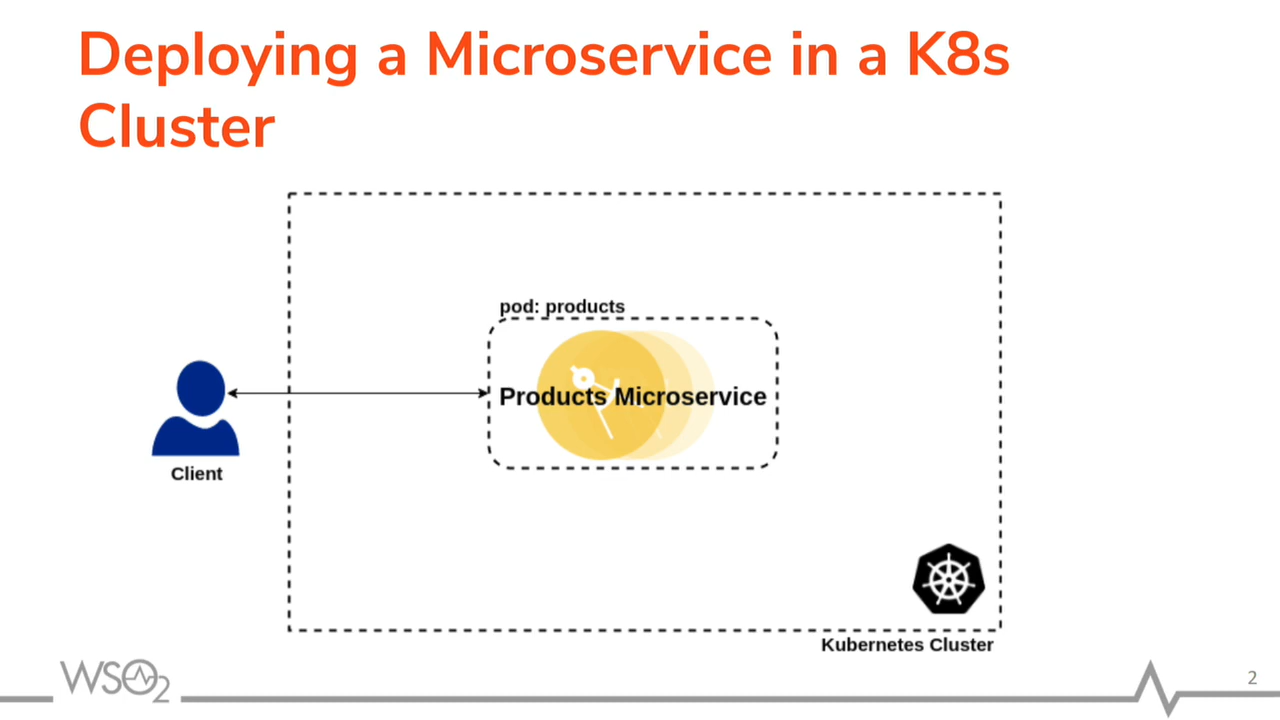 Deploying a Microservice in a K8s
Cluster
pod: products
Products Microservice
Client
Kubernetes Cluster
WSO2
2